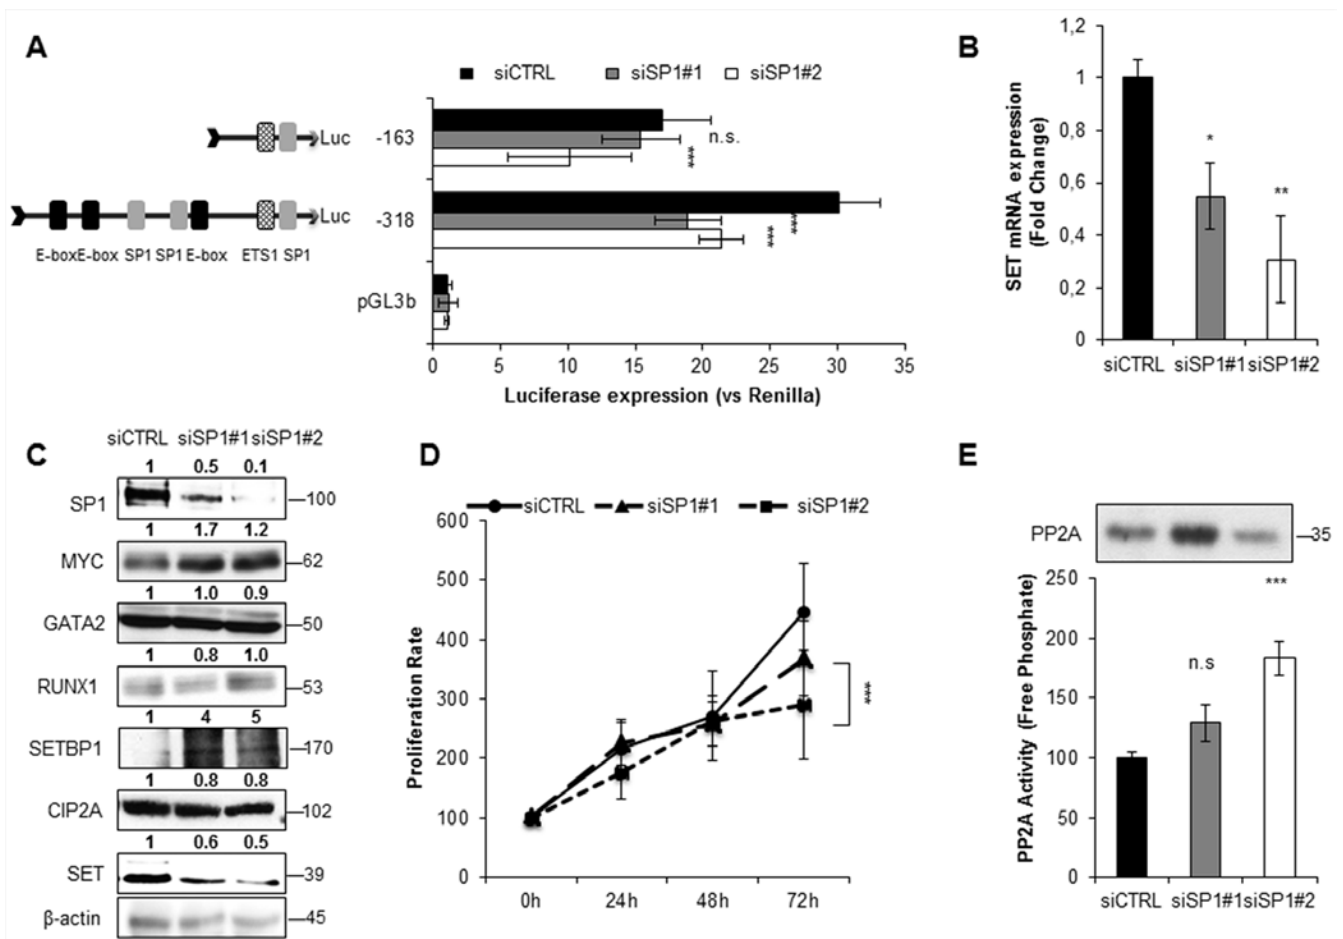 A
siCTRL siSP1#1 siSP1#2
Luc -163 n.s.
***
Luc -318 ***
***
E-box E-box SP1 SP1 E-box ETS1 SP1
pGL3b
0 5 10 15 20 25 30 35
Luciferase expression (vs Renilla)
B
SET mRNA expression
(Fold Change)
1,2
1
0,8
0,6
0,4
0,2
0
*
**
siCTRL siSP1#1 siSP1#2
C
siCTRL siSP1#1 siSP1#2
1 0.5 0.1
SP1 100
1 1.7 1.2
MYC 62
1 1.0 0.9
GATA2 50
1 0.8 1.0
RUNX1 53
1 4 5
SETBP1 170
1 0.8 0.8
CIP2A 102
1 0.6 0.5
SET 39
β-actin 45
D
siCTRL siSP1#1 siSP1#2
Proliferation Rate
600
500
400
300
200
100
0
***
0h 24h 48h 72h
E
PP2A 35
PP2A Activity (Free Phosphate)
250
200
150
100
50
0
n.s
***
siCTRL siSP1#1 siSP1#2